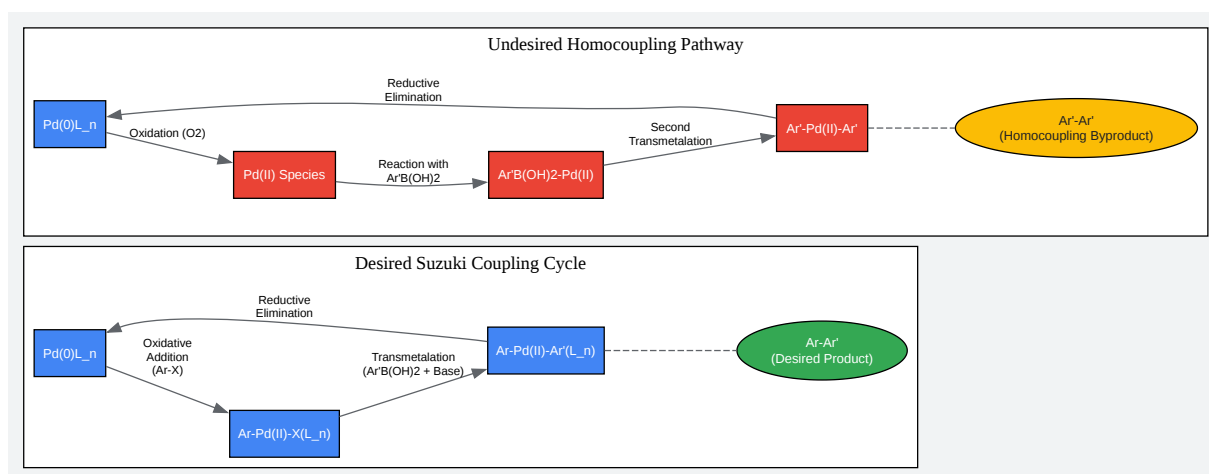 Undesired Homocoupling Pathway
Reductive
Elimination
Pd(0)L_n
Oxidation (O2)
Pd(II) Species
Reaction with
Ar'B(OH)2
Ar'B(OH)2-Pd(II)
Second
Transmetalation
Ar'-Pd(II)-Ar'
Ar'-Ar'
(Homocoupling Byproduct)
Desired Suzuki Coupling Cycle
Reductive
Elimination
Pd(0)L_n
Oxidative
Addition
(Ar-X)
Ar-Pd(II)-X(L_n)
Transmetalation
(Ar'B(OH)2 + Base)
Ar-Pd(II)-Ar'(L_n)
Ar-Ar'
(Desired Product)